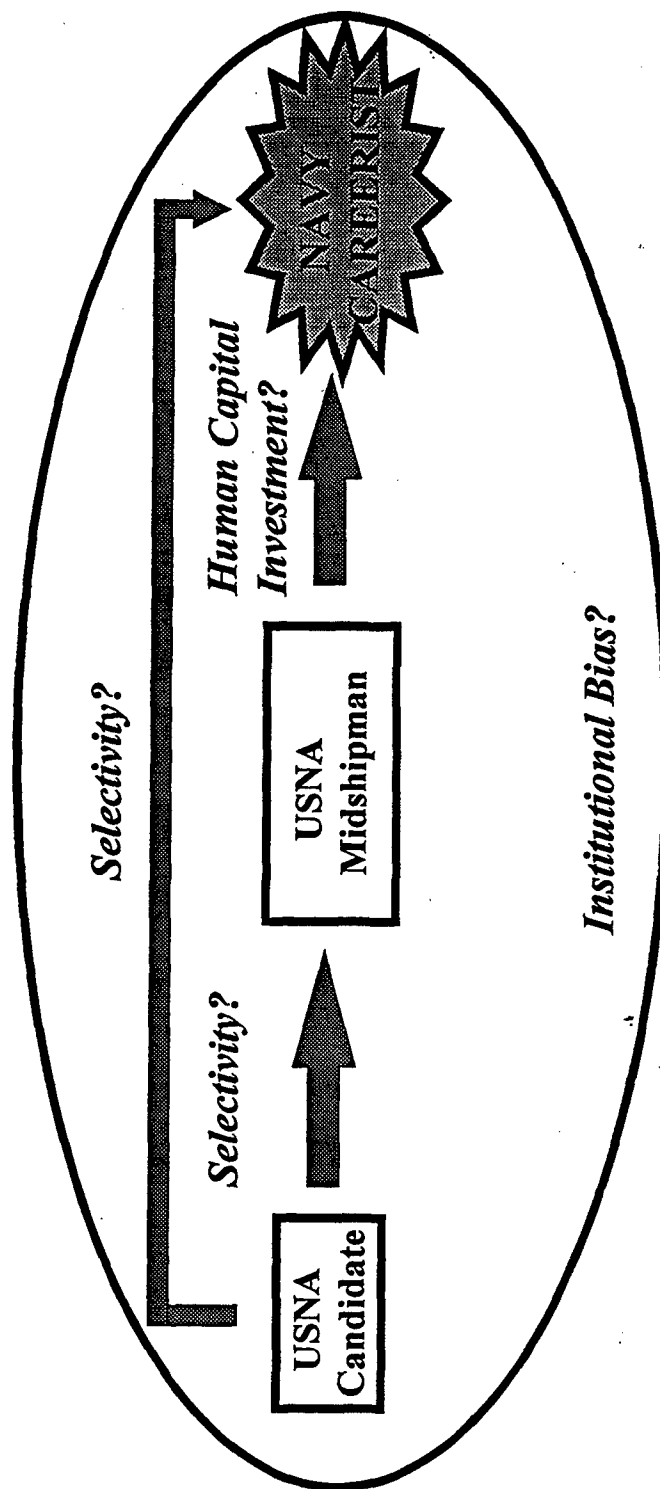 Selectivity?
Selectivity?
Human Capital
Investment?
USNA
Candidate
USNA
Midshipman
NAVY
CAREERIST
Institutional Bias?